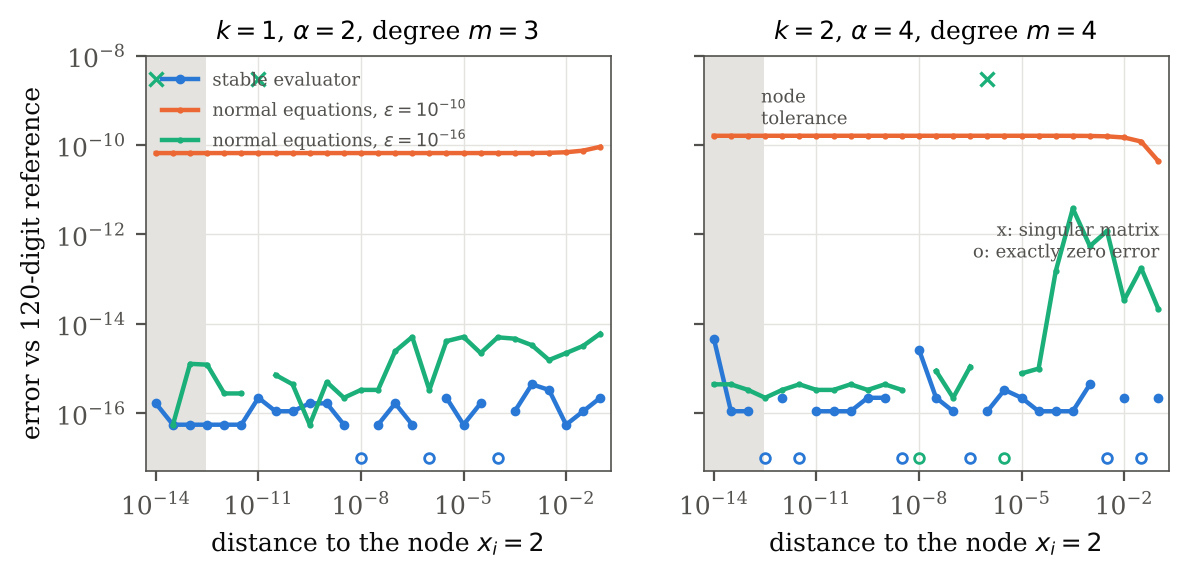 k = 1, α = 2, degree m = 3
k = 2, α = 4, degree m = 4
error vs 120-digit reference
10⁻⁸
10⁻¹⁰
10⁻¹²
10⁻¹⁴
10⁻¹⁶
stable evaluator
normal equations, ε = 10⁻¹⁰
normal equations, ε = 10⁻¹⁶
node
tolerance
x: singular matrix
o: exactly zero error
10⁻¹⁴ 10⁻¹¹ 10⁻⁸ 10⁻⁵ 10⁻²
10⁻¹⁴ 10⁻¹¹ 10⁻⁸ 10⁻⁵ 10⁻²
distance to the node xᵢ = 2
distance to the node xᵢ = 2